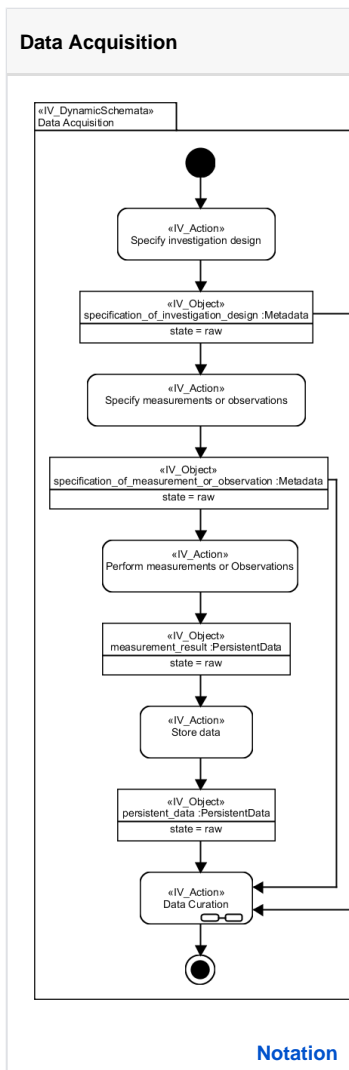 Data Acquisition
«IV_DynamicSchemata»
Data Acquisition
«IV_Action»
Specify investigation design
«IV_Object»
specification_of_investigation_design :Metadata
state = raw
«IV_Action»
Specify measurements or observations
«IV_Object»
specification_of_measurement_or_observation :Metadata
state = raw
«IV_Action»
Perform measurements or Observations
«IV_Object»
measurement_result :PersistentData
state = raw
«IV_Action»
Store data
«IV_Object»
persistent_data :PersistentData
state = raw
«IV_Action»
Data Curation
Notation